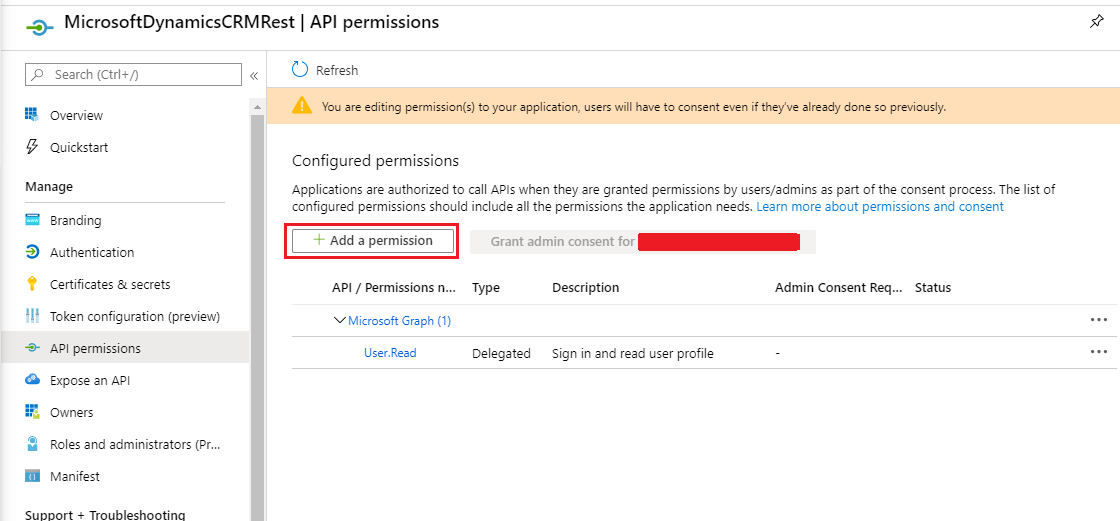 MicrosoftDynamicsCRMRest | API permissions
Search (Ctrl+/)
«
Overview
Quickstart
Manage
Branding
Authentication
Certificates & secrets
Token configuration (preview)
API permissions
Expose an API
Owners
Roles and administrators (Pr...
Manifest
Support + Troubleshooting
Refresh
You are editing permission(s) to your application, users will have to consent even if they've already done so previously.
Configured permissions
Applications are authorized to call APIs when they are granted permissions by users/admins as part of the consent process. The list of
configured permissions should include all the permissions the application needs. Learn more about permissions and consent
+ Add a permission
Grant admin consent for
API / Permissions n... Type Description Admin Consent Req... Status
Microsoft Graph (1) ...
User.Read Delegated Sign in and read user profile - ...